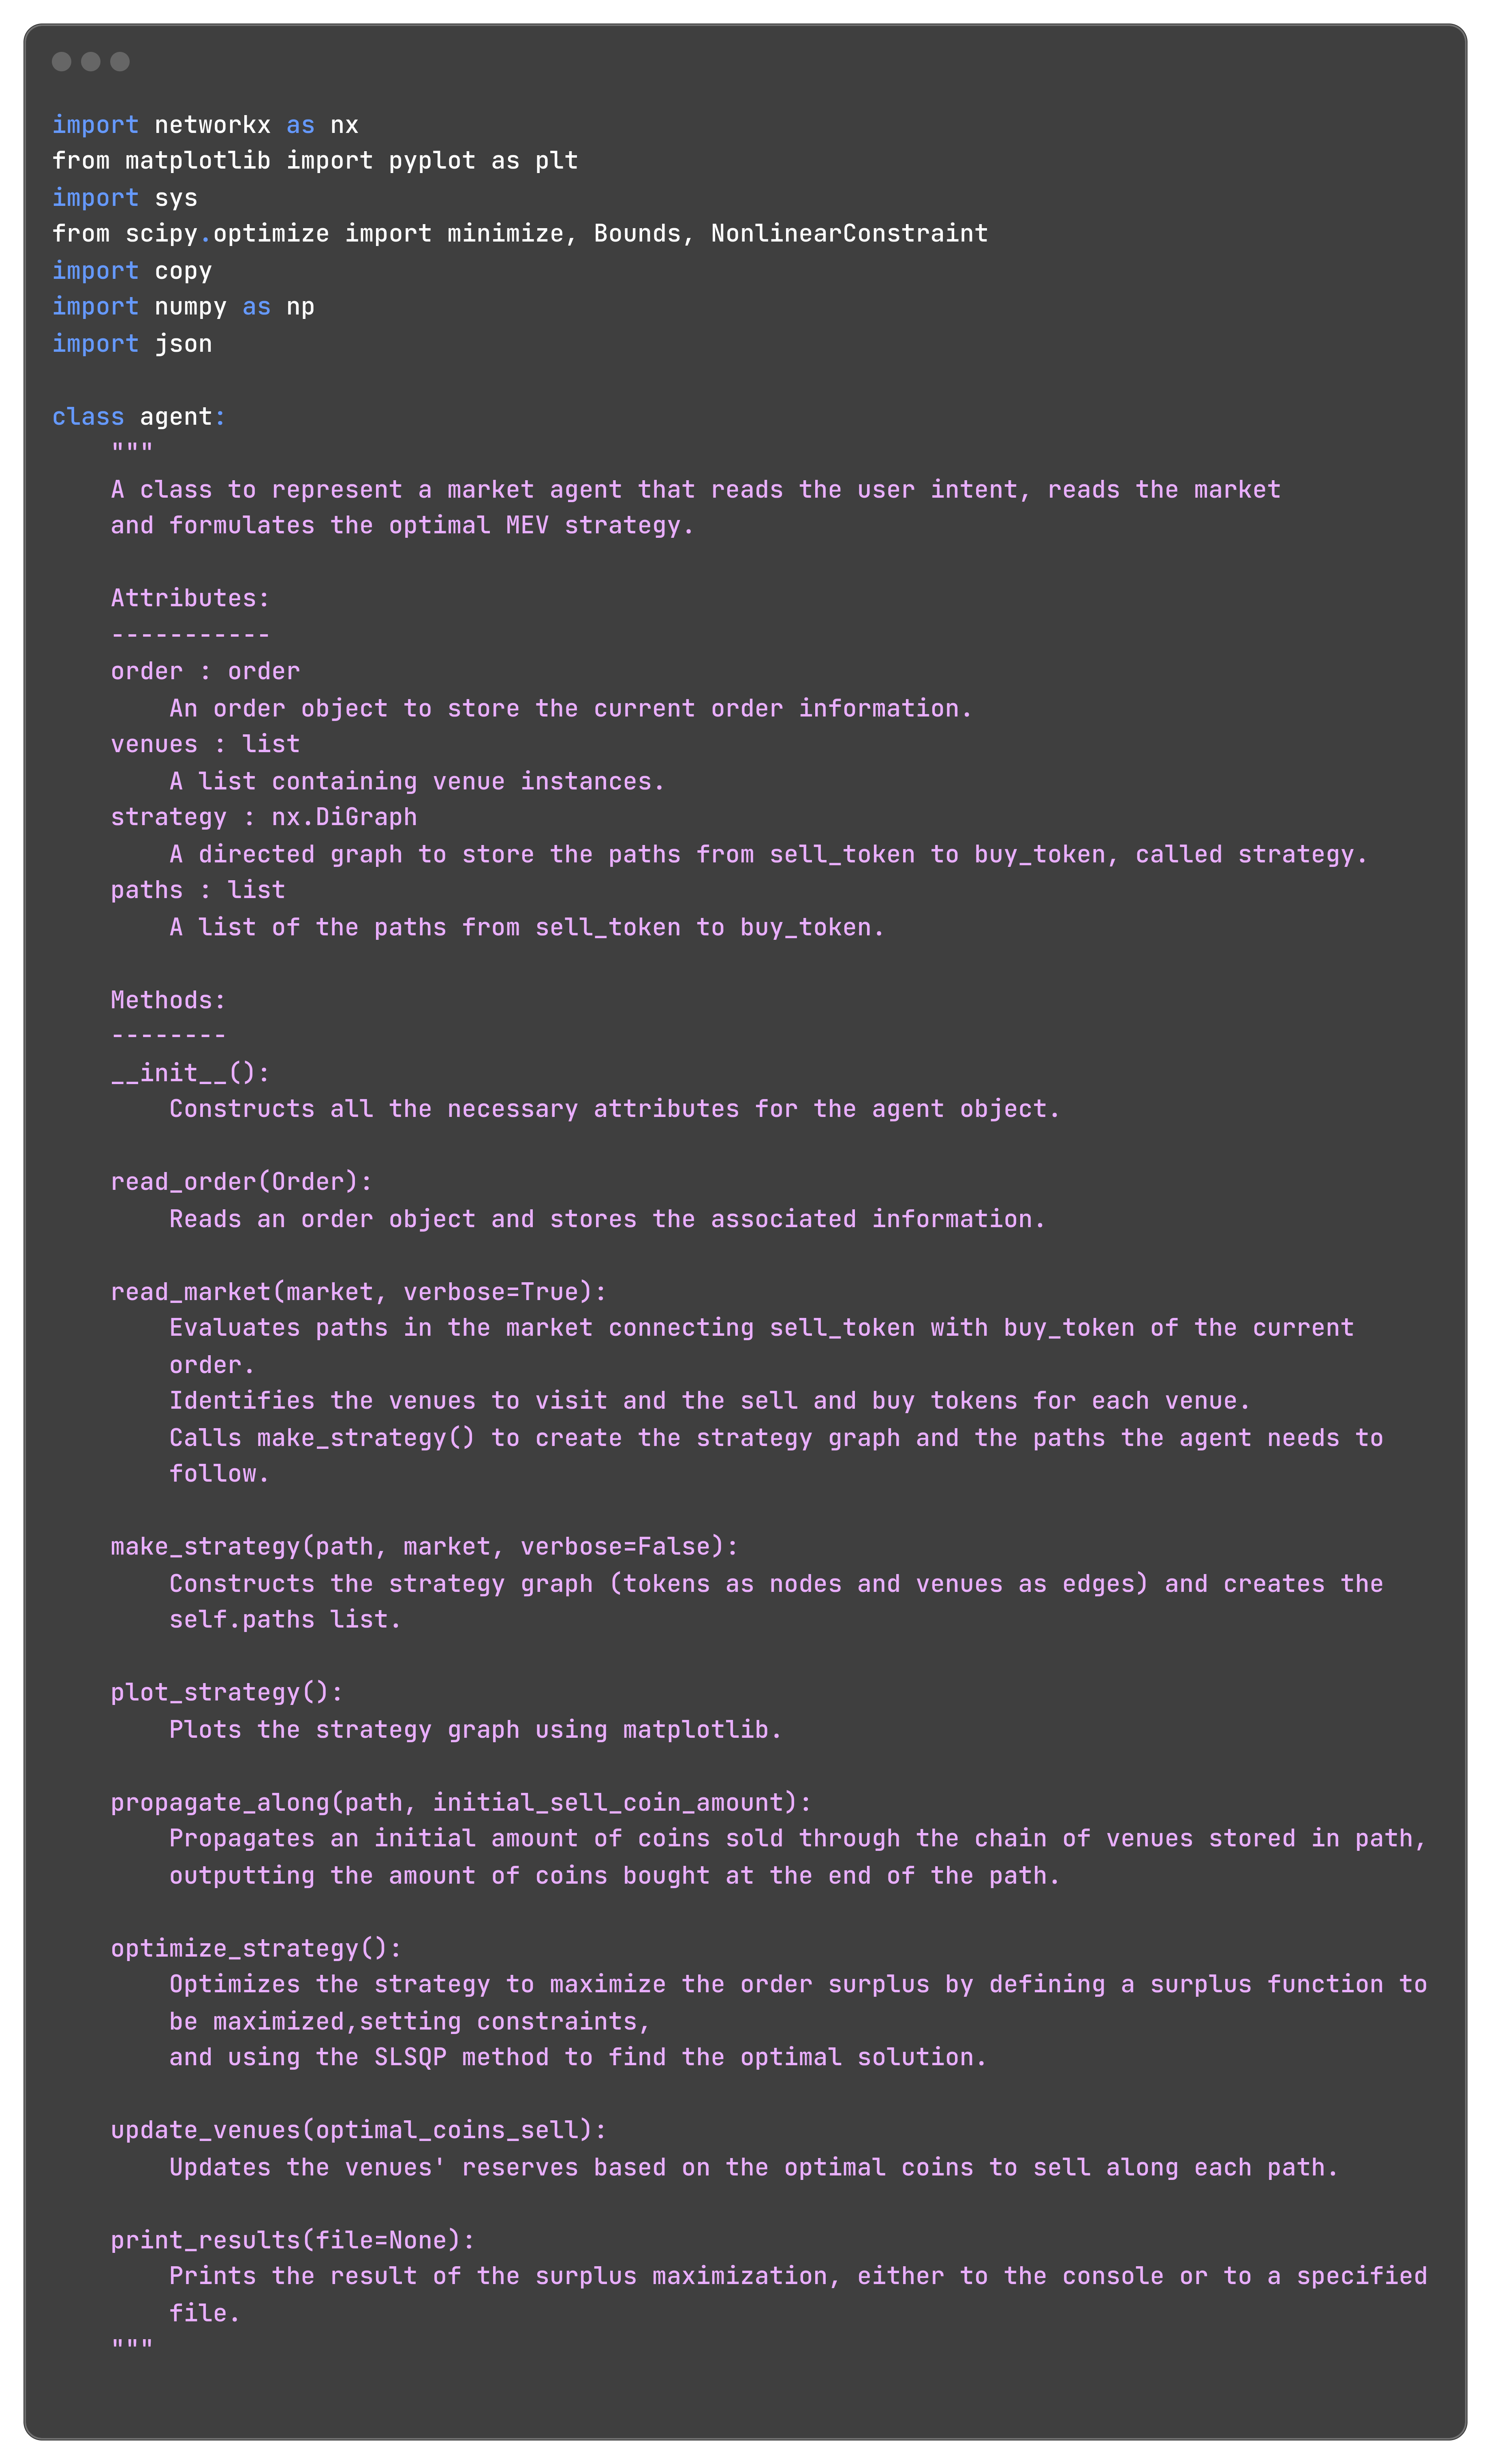 import networkx as nx
from matplotlib import pyplot as plt
import sys
from scipy.optimize import minimize, Bounds, NonlinearConstraint
import copy
import numpy as np
import json

class agent:
    """
    A class to represent a market agent that reads the user intent, reads the market
    and formulates the optimal MEV strategy.

    Attributes:
    -----------
    order : order
        An order object to store the current order information.
    venues : list
        A list containing venue instances.
    strategy : nx.DiGraph
        A directed graph to store the paths from sell_token to buy_token, called strategy.
    paths : list
        A list of the paths from sell_token to buy_token.

    Methods:
    --------
    __init__():
        Constructs all the necessary attributes for the agent object.

    read_order(Order):
        Reads an order object and stores the associated information.

    read_market(market, verbose=True):
        Evaluates paths in the market connecting sell_token with buy_token of the current
        order.
        Identifies the venues to visit and the sell and buy tokens for each venue.
        Calls make_strategy() to create the strategy graph and the paths the agent needs to
        follow.

    make_strategy(path, market, verbose=False):
        Constructs the strategy graph (tokens as nodes and venues as edges) and creates the
        self.paths list.

    plot_strategy():
        Plots the strategy graph using matplotlib.

    propagate_along(path, initial_sell_coin_amount):
        Propagates an initial amount of coins sold through the chain of venues stored in path,
        outputting the amount of coins bought at the end of the path.

    optimize_strategy():
        Optimizes the strategy to maximize the order surplus by defining a surplus function to
        be maximized,setting constraints,
        and using the SLSQP method to find the optimal solution.

    update_venues(optimal_coins_sell):
        Updates the venues' reserves based on the optimal coins to sell along each path.

    print_results(file=None):
        Prints the result of the surplus maximization, either to the console or to a specified
        file.
    """